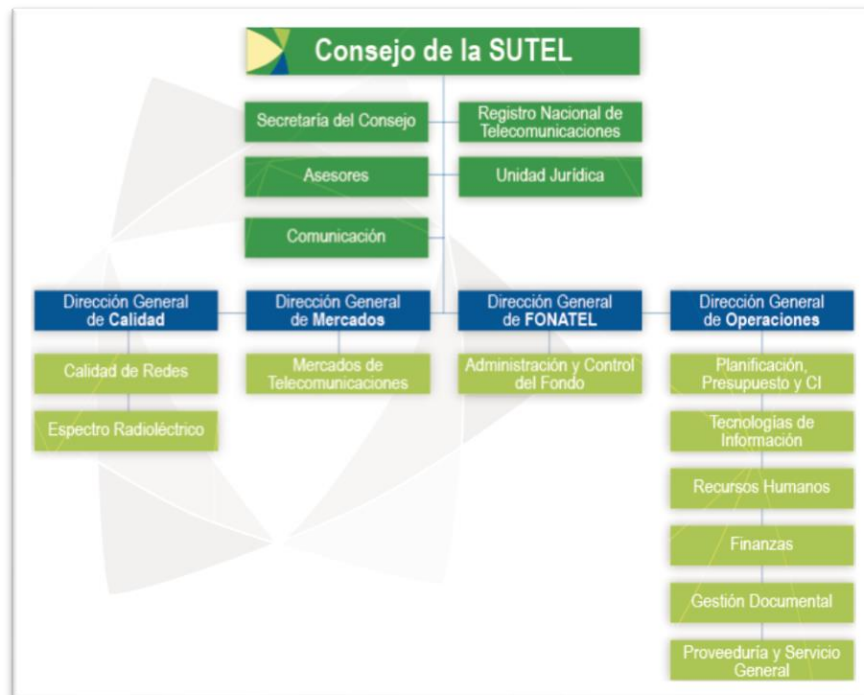 Consejo de la SUTEL
Secretaría del Consejo
Registro Nacional de
Telecomunicaciones
Asesores
Unidad Jurídica
Comunicación
Dirección General
de Calidad
Dirección General
de Mercados
Dirección General
de FONATEL
Dirección General
de Operaciones
Calidad de Redes
Mercados de
Telecomunicaciones
Administración y Control
del Fondo
Planificación,
Presupuesto y CI
Espectro Radioléctrico
Tecnologías de
Información
Recursos Humanos
Finanzas
Gestión Documental
Proveeduría y Servicio
General